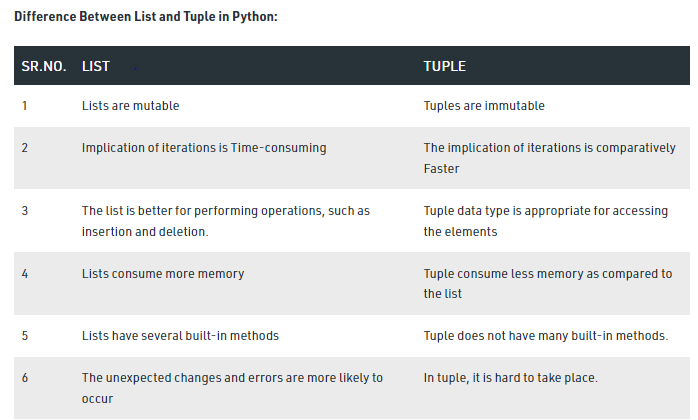 Difference Between List and Tuple in Python:
SR.NO. LIST TUPLE
1 Lists are mutable Tuples are immutable
2 Implication of iterations is Time-consuming The implication of iterations is comparatively
Faster
3 The list is better for performing operations, such as Tuple data type is appropriate for accessing
insertion and deletion. the elements
4 Lists consume more memory Tuple consume less memory as compared to
the list
5 Lists have several built-in methods Tuple does not have many built-in methods.
6 The unexpected changes and errors are more likely to In tuple, it is hard to take place.
occur